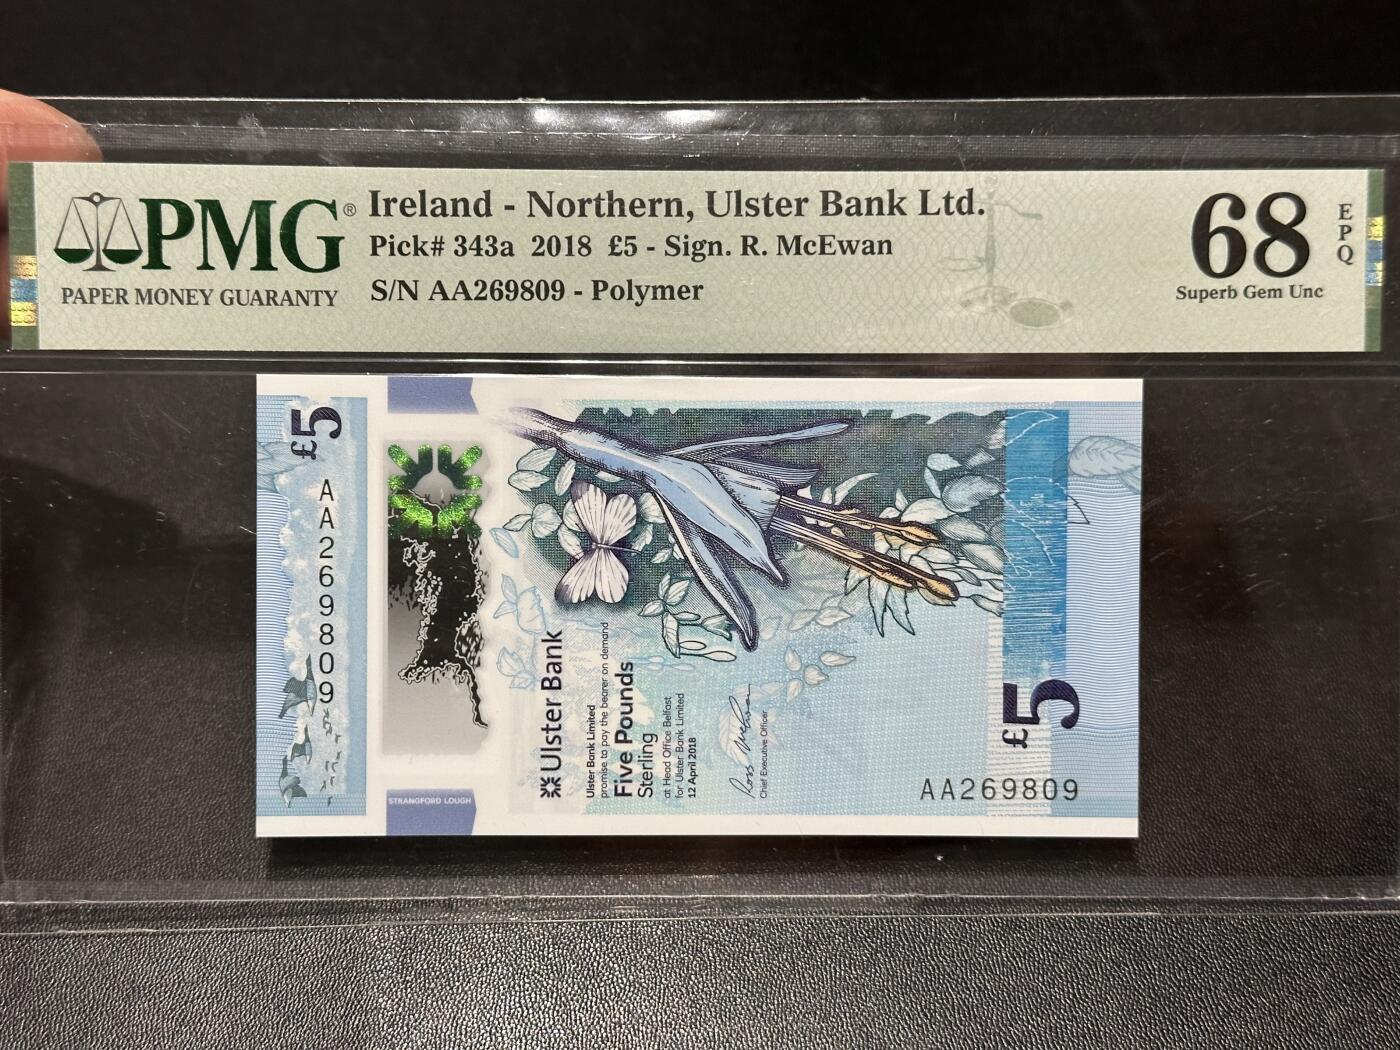 PMG®
PAPER MONEY GUARANTY
Ireland - Northern, Ulster Bank Ltd.
Pick# 343a 2018 £5 - Sign. R. McEwan
S/N AA269809 - Polymer
68
EPQ
Superb Gem Unc
£5
AA269809
STRANGFORD LOUGH
Ulster Bank
Ulster Bank Limited
promise to pay the bearer on demand
Five Pounds
Sterling
at Head Office Belfast
for Ulster Bank Limited
12 April 2018
Ross McEwan
Chief Executive Officer
£5
AA269809